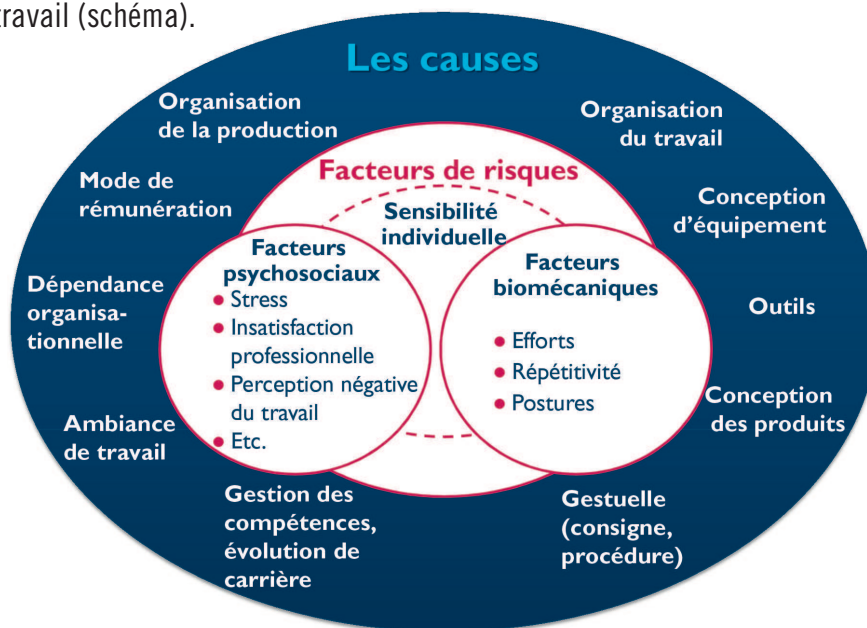 travail (schéma).
Les causes
Organisation
de la production
Organisation
du travail
Mode de
rémunération
Conception
d'équipement
Dépendance
organisa-
tionnelle
Outils
Ambiance
de travail
Conception
des produits
Gestion des
compétences,
évolution de
carrière
Gestuelle
(consigne,
procédure)
Facteurs de risques
Sensibilité
individuelle
Facteurs
psychosociaux
• Stress
• Insatisfaction
professionnelle
• Perception négative
du travail
• Etc.
Facteurs
biomécaniques
• Efforts
• Répétitivité
• Postures